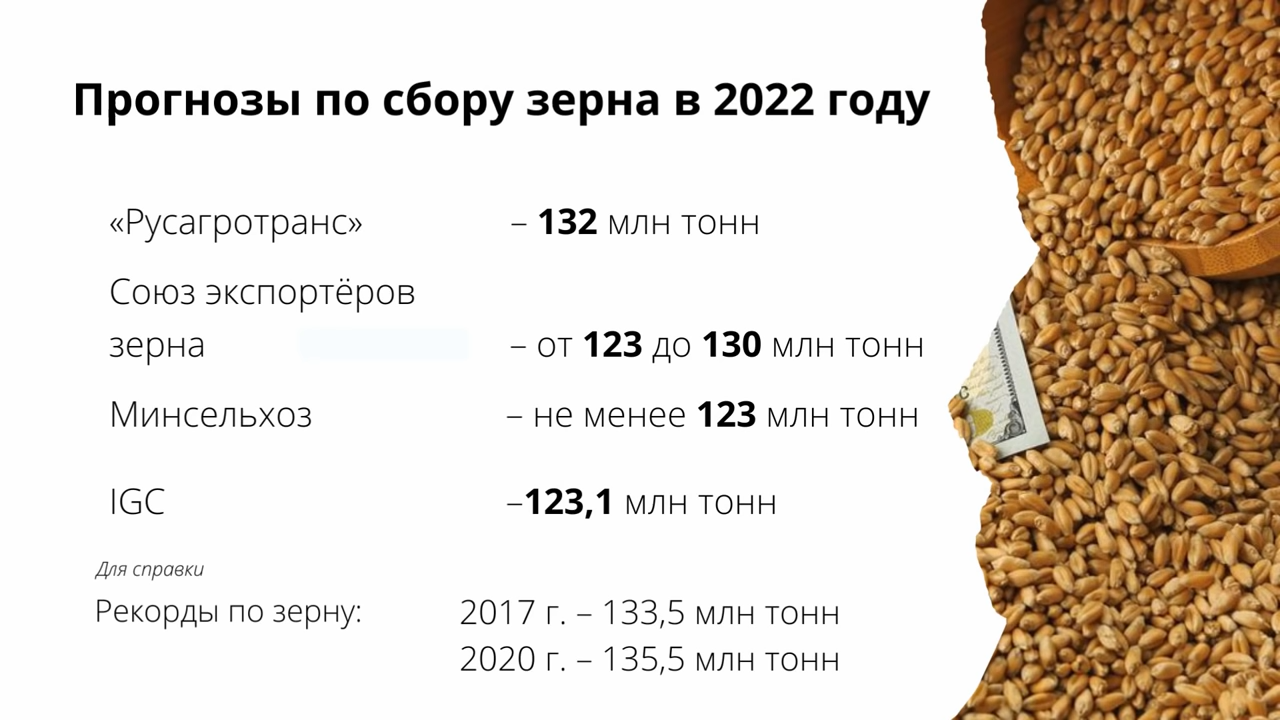 Прогнозы по сбору зерна в 2022 году
«Русагротранс» – 132 млн тонн
Союз экспортёров
зерна – от 123 до 130 млн тонн
Минсельхоз – не менее 123 млн тонн
IGC –123,1 млн тонн
Для справки
Рекорды по зерну: 2017 г. – 133,5 млн тонн
2020 г. – 135,5 млн тонн